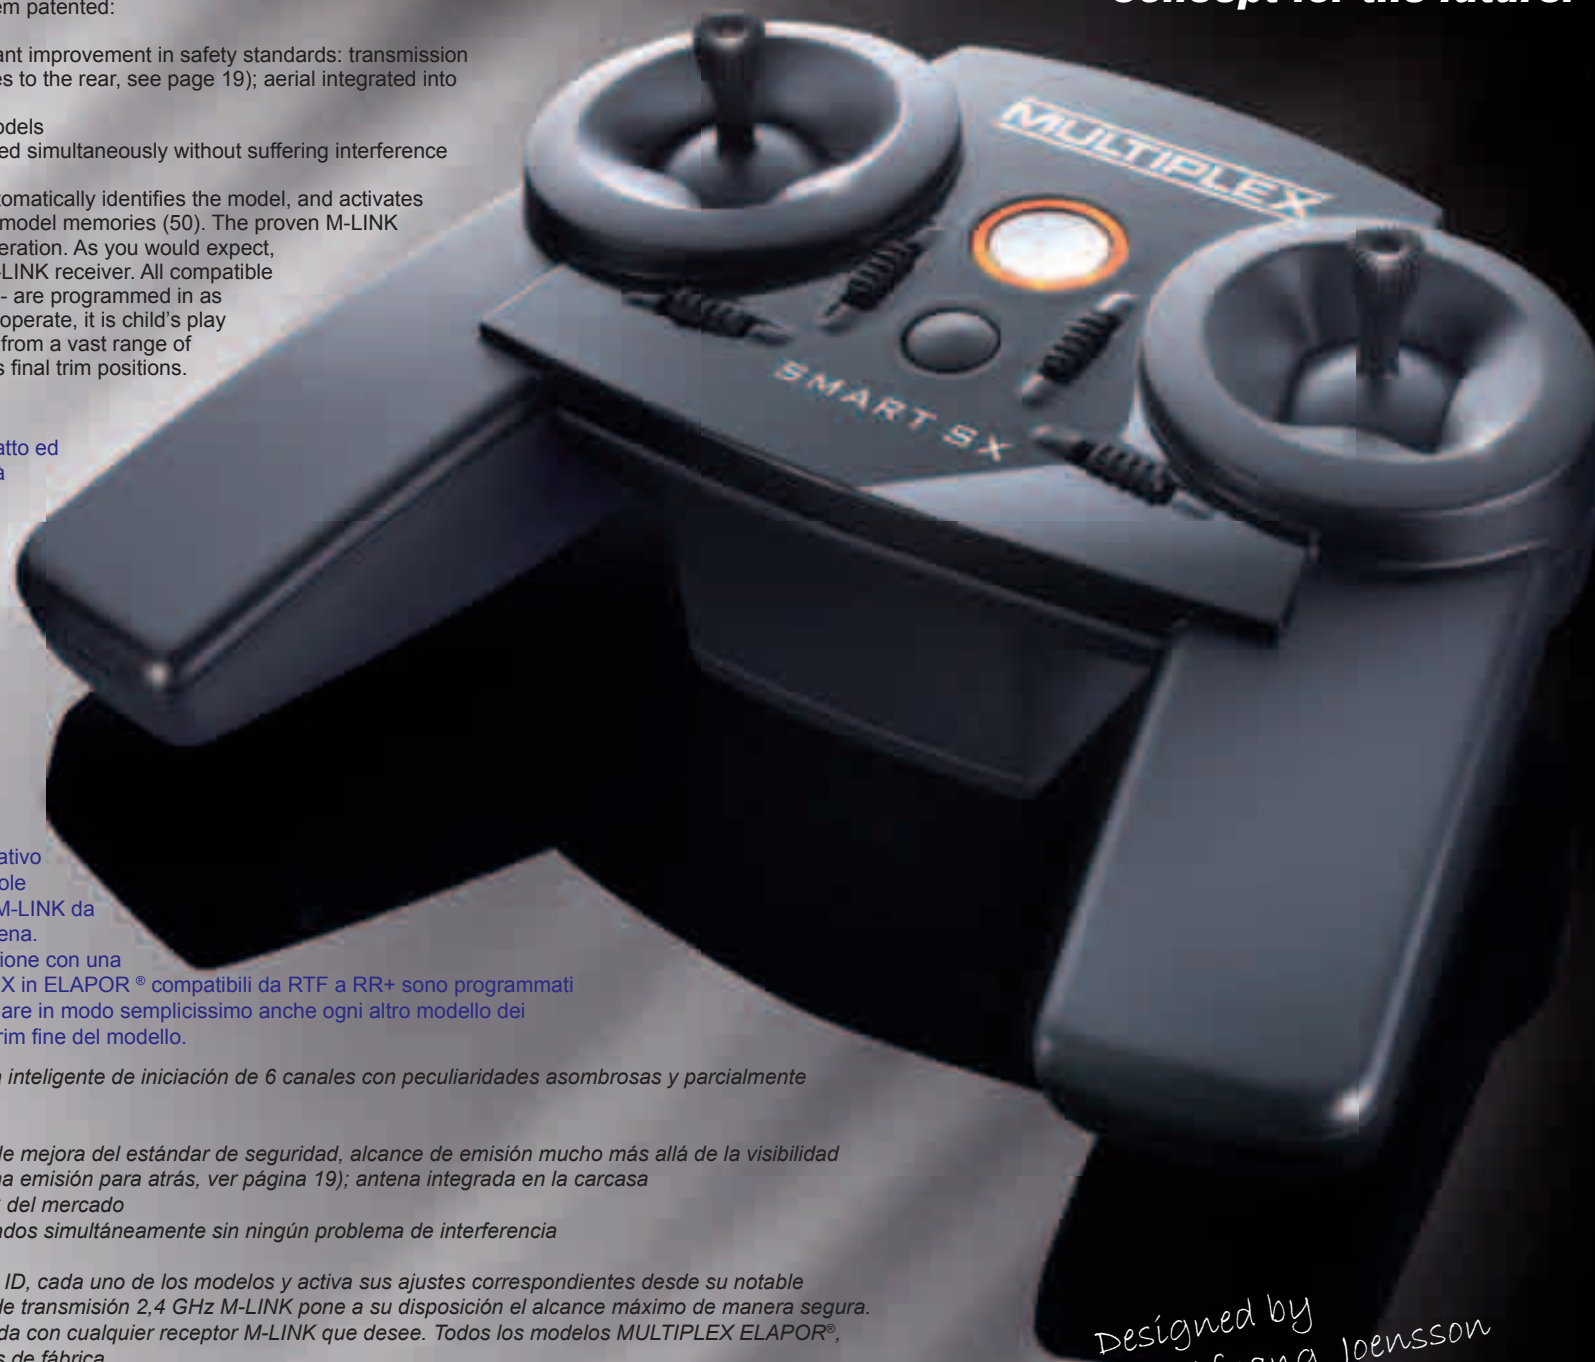 em patented:
ant improvement in safety standards: transmission
es to the rear, see page 19); aerial integrated into
odels
ed simultaneously without suffering interference
tomatically identifies the model, and activates
model memories (50). The proven M-LINK
eration. As you would expect,
-LINK receiver. All compatible
- are programmed in as
operate, it is child's play
from a vast range of
s final trim positions.
atto ed
à
ativo
ole
M-LINK da
ena.
ione con una
X in ELAPOR ® compatibili da RTF a RR+ sono programmati
are in modo semplicissimo anche ogni altro modello dei
rim fine del modello.
a inteligente de iniciación de 6 canales con peculiaridades asombrosas y parcialmente
le mejora del estándar de seguridad, alcance de emisión mucho más allá de la visibilidad
na emisión para atrás, ver página 19); antena integrada en la carcasa
del mercado
ados simultáneamente sin ningún problema de interferencia
ID, cada uno de los modelos y activa sus ajustes correspondientes desde su notable
de transmisión 2,4 GHz M-LINK pone a su disposición el alcance máximo de manera segura.
da con cualquier receptor M-LINK que desee. Todos los modelos MULTIPLEX ELAPOR®,
s de fábrica
Concept for the future!
MULTIPLEX
SMART SX
Designed by
Joensson